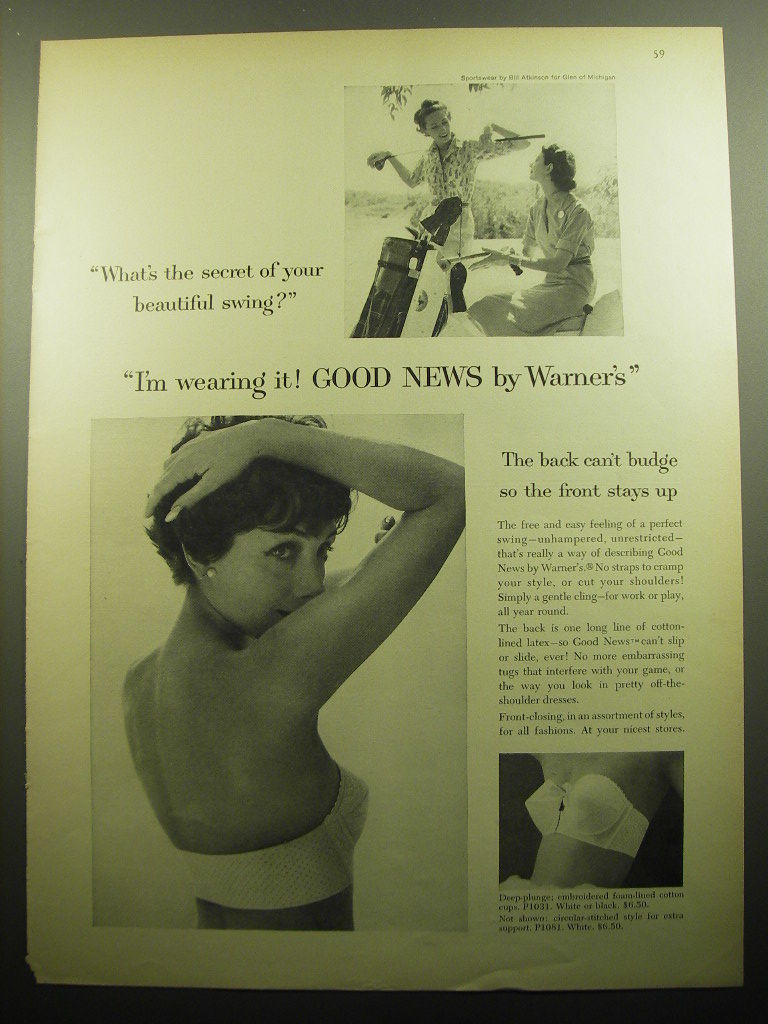 59
Sportswear by Bill Atkinson for Glen of Michigan
“What's the secret of your
beautiful swing?”
“I'm wearing it! GOOD NEWS by Warner's”
The back can't budge
so the front stays up
The free and easy feeling of a perfect
swing—unhampered, unrestricted—
that's really a way of describing Good
News by Warner's.® No straps to cramp
your style, or cut your shoulders!
Simply a gentle cling—for work or play,
all year round.
The back is one long line of cotton-
lined latex—so Good News™ can't slip
or slide, ever! No more embarrassing
tugs that interfere with your game, or
the way you look in pretty off-the-
shoulder dresses.
Front-closing, in an assortment of styles,
for all fashions. At your nicest stores.
Deep-plunge; embroidered foam-lined cotton
cups. P1031. White or black. $6.50.
Not shown: circular-stitched style for extra
support. P1081. White. $6.50.